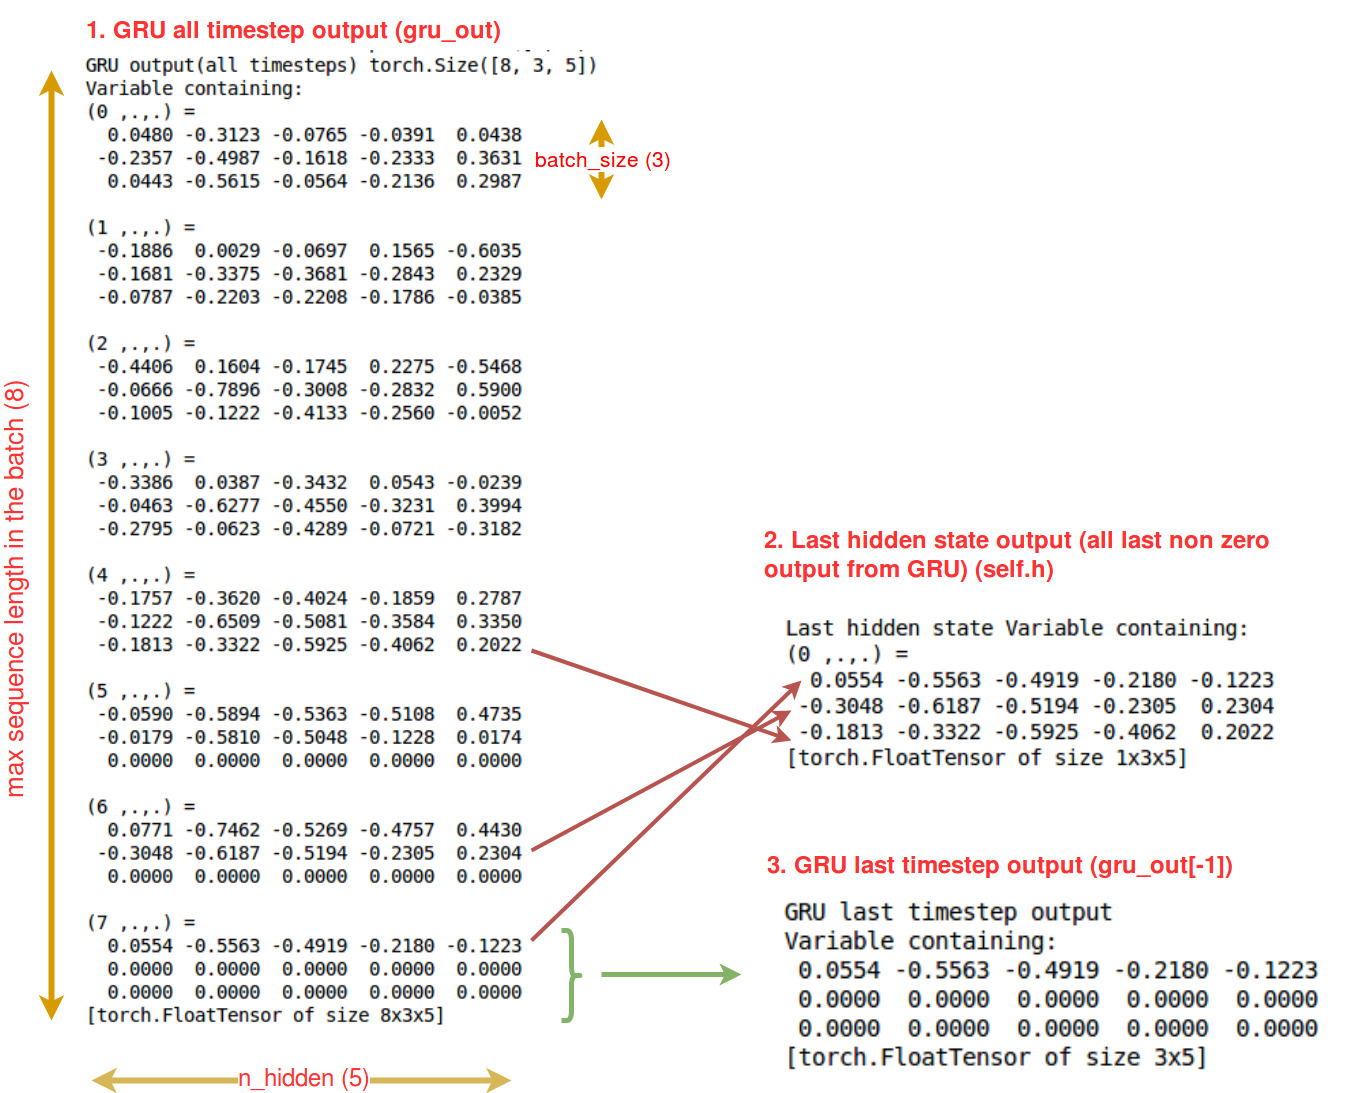 1. GRU all timestep output (gru_out)
GRU output(all timesteps) torch.Size([8, 3, 5])
Variable containing:
(0 ,.,.) =
0.0480 -0.3123 -0.0765 -0.0391 0.0438
-0.2357 -0.4987 -0.1618 -0.2333 0.3631
0.0443 -0.5615 -0.0564 -0.2136 0.2987
batch_size (3)
(1 ,.,.) =
-0.1886 0.0029 -0.0697 0.1565 -0.6035
-0.1681 -0.3375 -0.3681 -0.2843 0.2329
-0.0787 -0.2203 -0.2208 -0.1786 -0.0385
(2 ,.,.) =
-0.4406 0.1604 -0.1745 0.2275 -0.5468
-0.0666 -0.7896 -0.3008 -0.2832 0.5900
-0.1005 -0.1222 -0.4133 -0.2560 -0.0052
(3 ,.,.) =
-0.3386 0.0387 -0.3432 0.0543 -0.0239
-0.0463 -0.6277 -0.4550 -0.3231 0.3994
-0.2795 -0.0623 -0.4289 -0.0721 -0.3182
(4 ,.,.) =
-0.1757 -0.3620 -0.4024 -0.1859 0.2787
-0.1222 -0.6509 -0.5081 -0.3584 0.3350
-0.1813 -0.3322 -0.5925 -0.4062 0.2022
(5 ,.,.) =
-0.0590 -0.5894 -0.5363 -0.5108 0.4735
-0.0179 -0.5810 -0.5048 -0.1228 0.0174
0.0000 0.0000 0.0000 0.0000 0.0000
(6 ,.,.) =
0.0771 -0.7462 -0.5269 -0.4757 0.4430
-0.3048 -0.6187 -0.5194 -0.2305 0.2304
0.0000 0.0000 0.0000 0.0000 0.0000
(7 ,.,.) =
0.0554 -0.5563 -0.4919 -0.2180 -0.1223
0.0000 0.0000 0.0000 0.0000 0.0000
0.0000 0.0000 0.0000 0.0000 0.0000
[torch.FloatTensor of size 8x3x5]
max sequence length in the batch (8)
n_hidden (5)
2. Last hidden state output (all last non zero
output from GRU) (self.h)
Last hidden state Variable containing:
(0 ,.,.) =
0.0554 -0.5563 -0.4919 -0.2180 -0.1223
-0.3048 -0.6187 -0.5194 -0.2305 0.2304
-0.1813 -0.3322 -0.5925 -0.4062 0.2022
[torch.FloatTensor of size 1x3x5]
3. GRU last timestep output (gru_out[-1])
GRU last timestep output
Variable containing:
0.0554 -0.5563 -0.4919 -0.2180 -0.1223
0.0000 0.0000 0.0000 0.0000 0.0000
0.0000 0.0000 0.0000 0.0000 0.0000
[torch.FloatTensor of size 3x5]